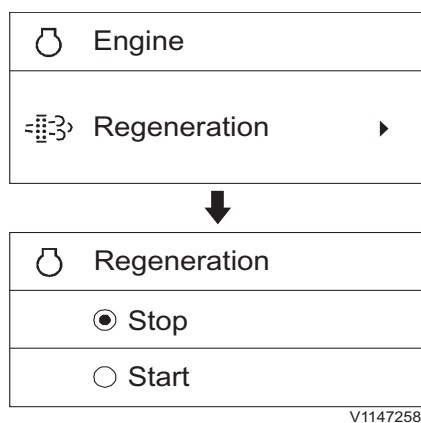 Engine
Regeneration
Regeneration
Stop
Start
V1147258